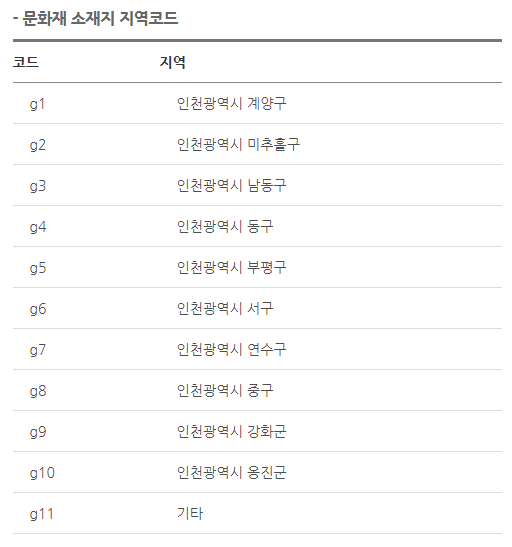 - 문화재 소재지 지역코드
코드 지역
g1 인천광역시 계양구
g2 인천광역시 미추홀구
g3 인천광역시 남동구
g4 인천광역시 동구
g5 인천광역시 부평구
g6 인천광역시 서구
g7 인천광역시 연수구
g8 인천광역시 중구
g9 인천광역시 강화군
g10 인천광역시 옹진군
g11 기타